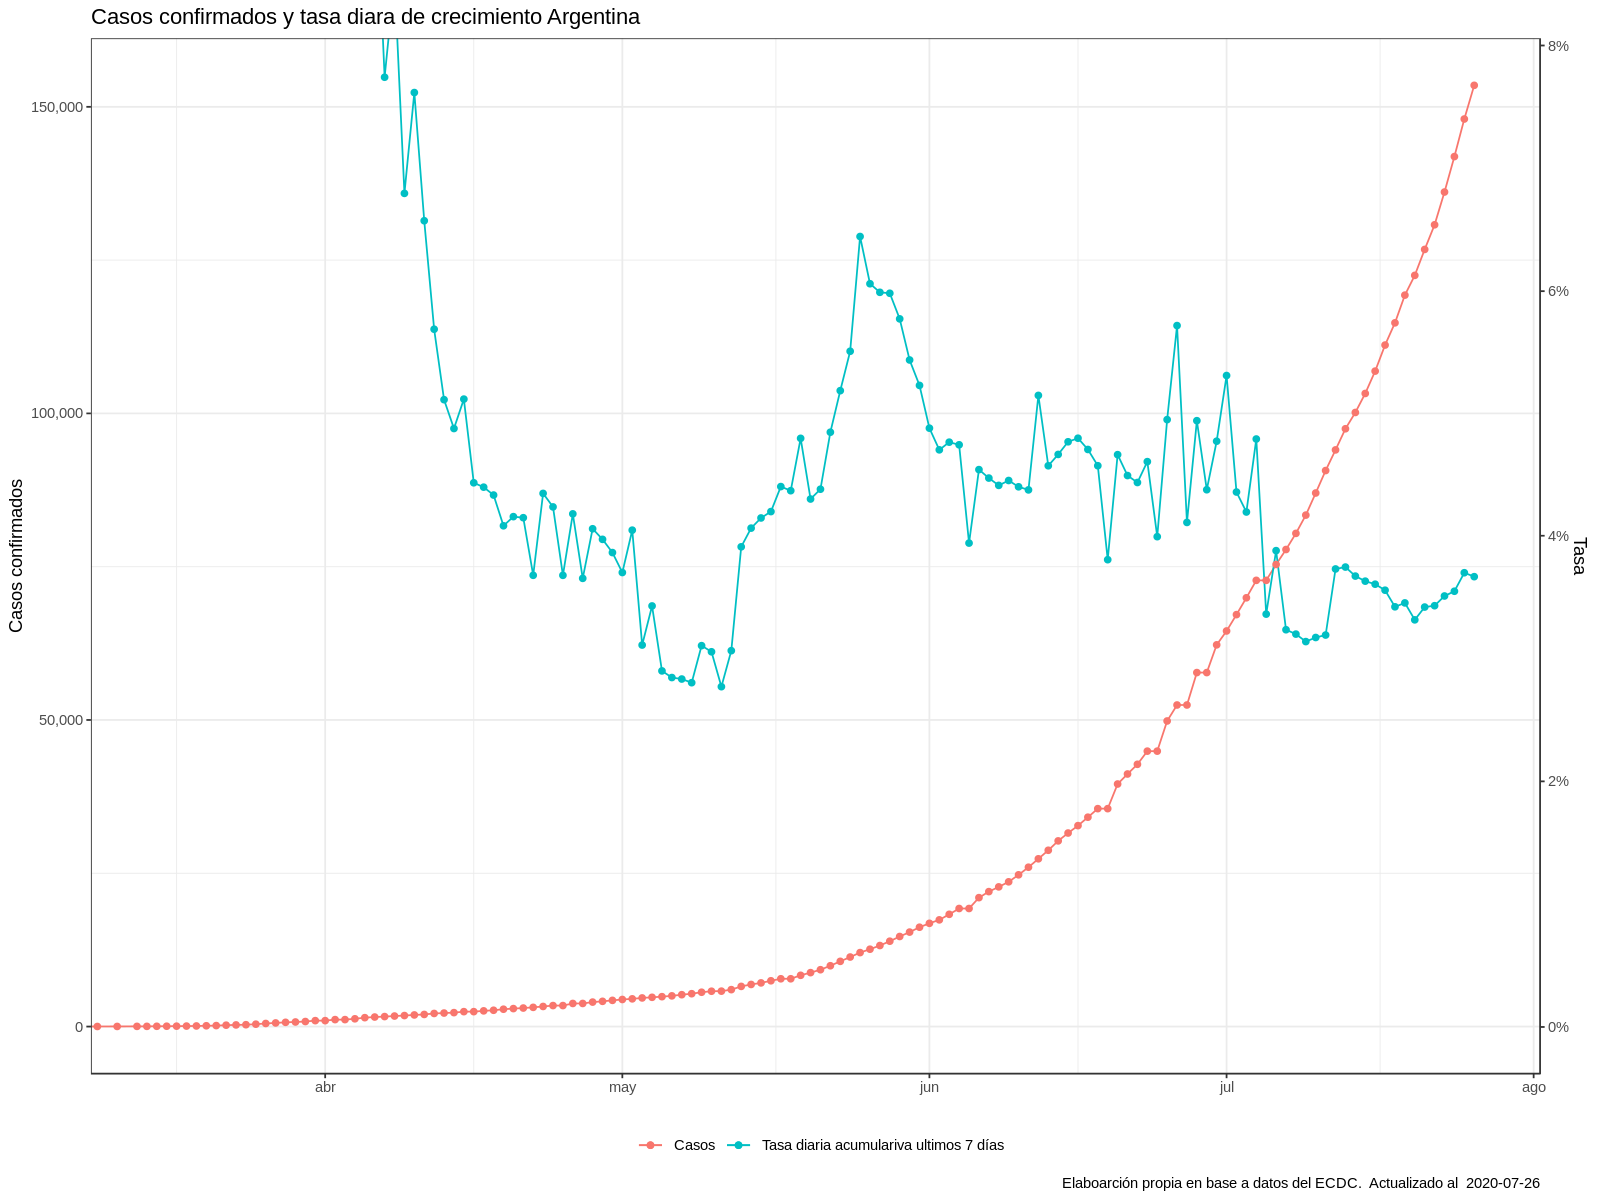 Casos confirmados y tasa diara de crecimiento Argentina
8%
150,000
6%
100,000
4%
Casos confirmados
Tasa
50,000
2%
0
0%
abr may jun jul ago
Casos Tasa diaria acumulariva ultimos 7 días
Elaboarción propia en base a datos del ECDC. Actualizado al 2020-07-26